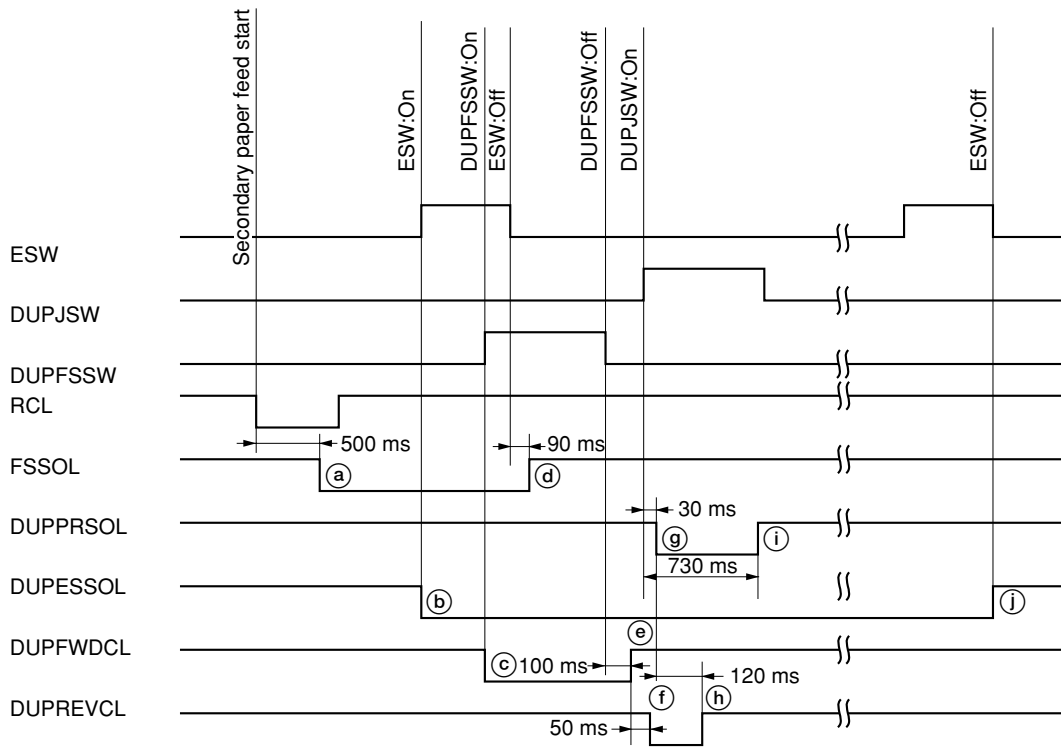 Secondary paper feed start
ESW:On
DUPFSSW:On
ESW:Off
DUPFSSW:Off
DUPJSW:On
ESW:Off
ESW
DUPJSW
DUPFSSW
RCL
500 ms
90 ms
FSSOL
a
d
30 ms
DUPPRSOL
g
i
730 ms
DUPESSOL
b
j
e
DUPFWDCL
c
100 ms
120 ms
f
h
DUPREVCL
50 ms